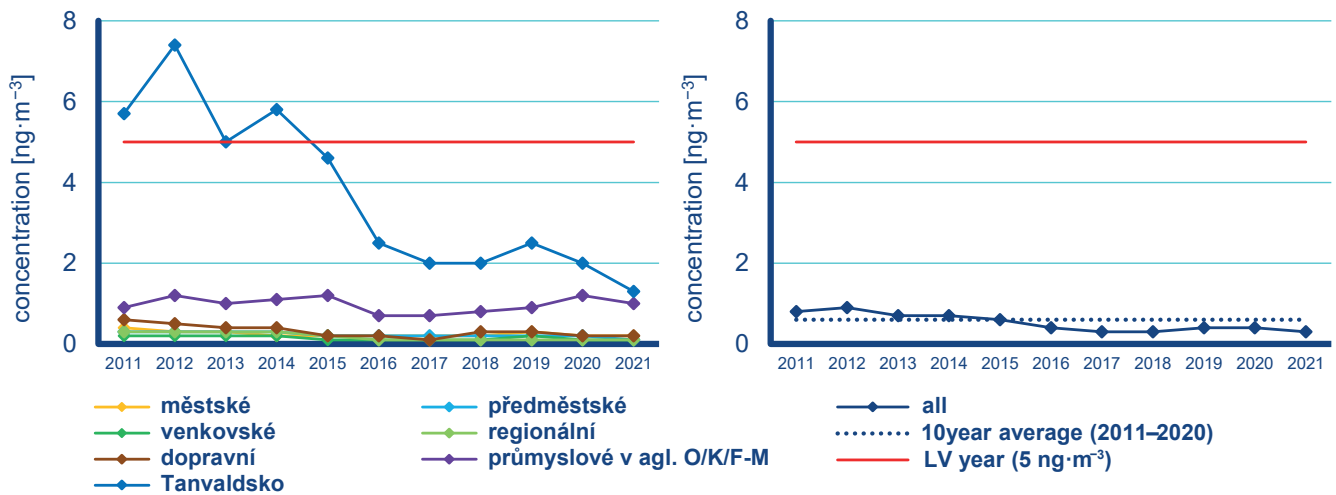 concentration [ng·m⁻³]
8
6
4
2
0
2011 2012 2013 2014 2015 2016 2017 2018 2019 2020 2021
městské
venkovské
dopravní
Tanvaldsko
předměstské
regionální
průmyslové v agl. O/K/F-M
concentration [ng·m⁻³]
8
6
4
2
0
2011 2012 2013 2014 2015 2016 2017 2018 2019 2020 2021
all
10year average (2011–2020)
LV year (5 ng·m⁻³)